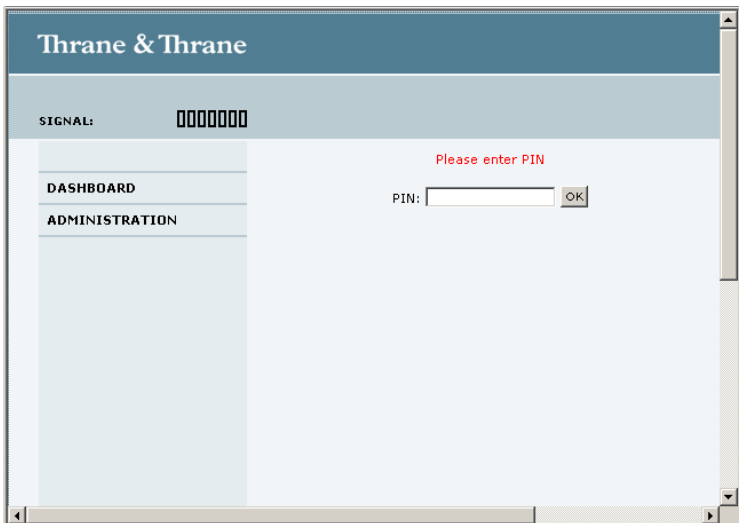 Thrane & Thrane
SIGNAL:
Please enter PIN
DASHBOARD
PIN: OK
ADMINISTRATION